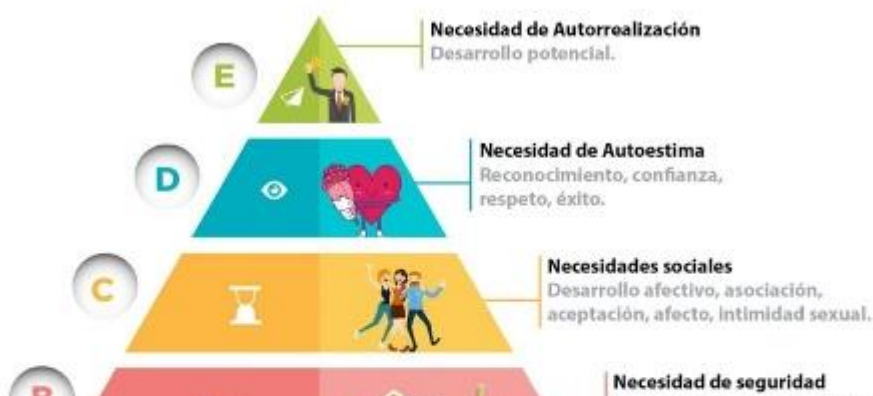 E
Necesidad de Autorrealización
Desarrollo potencial.
D
Necesidad de Autoestima
Reconocimiento, confianza,
respeto, éxito.
C
Necesidades sociales
Desarrollo afectivo, asociación,
aceptación, afecto, intimidad sexual.
B
Necesidad de seguridad